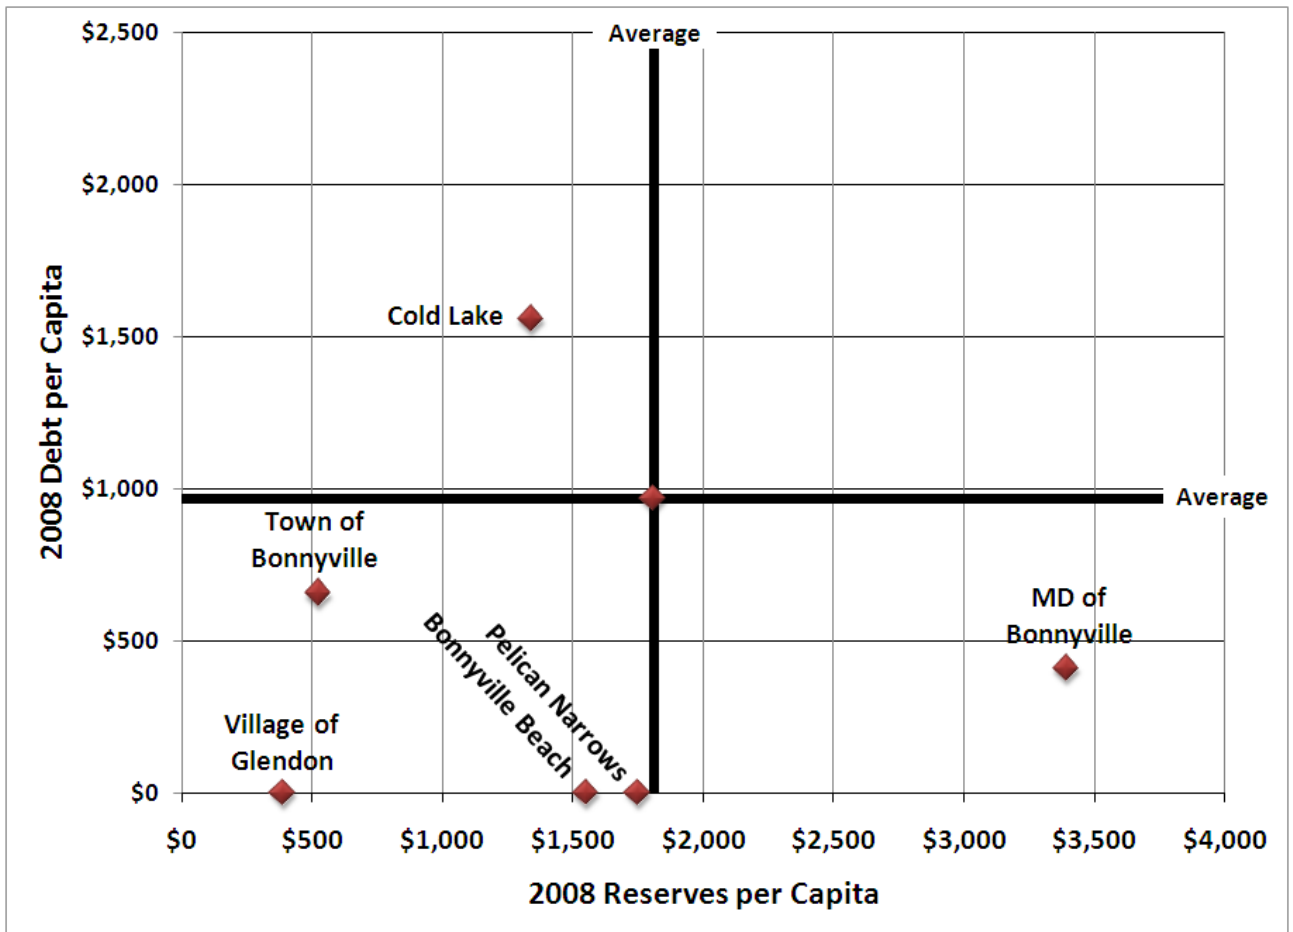 $2,500
Average
$2,000
Cold Lake
$1,500
2008 Debt per Capita
$1,000
Average
Town of
Bonnyville
MD of
Bonnyville
$500
Pelican Narrows
Bonnyville Beach
Village of
Glendon
$0
$0 $500 $1,000 $1,500 $2,000 $2,500 $3,000 $3,500 $4,000
2008 Reserves per Capita